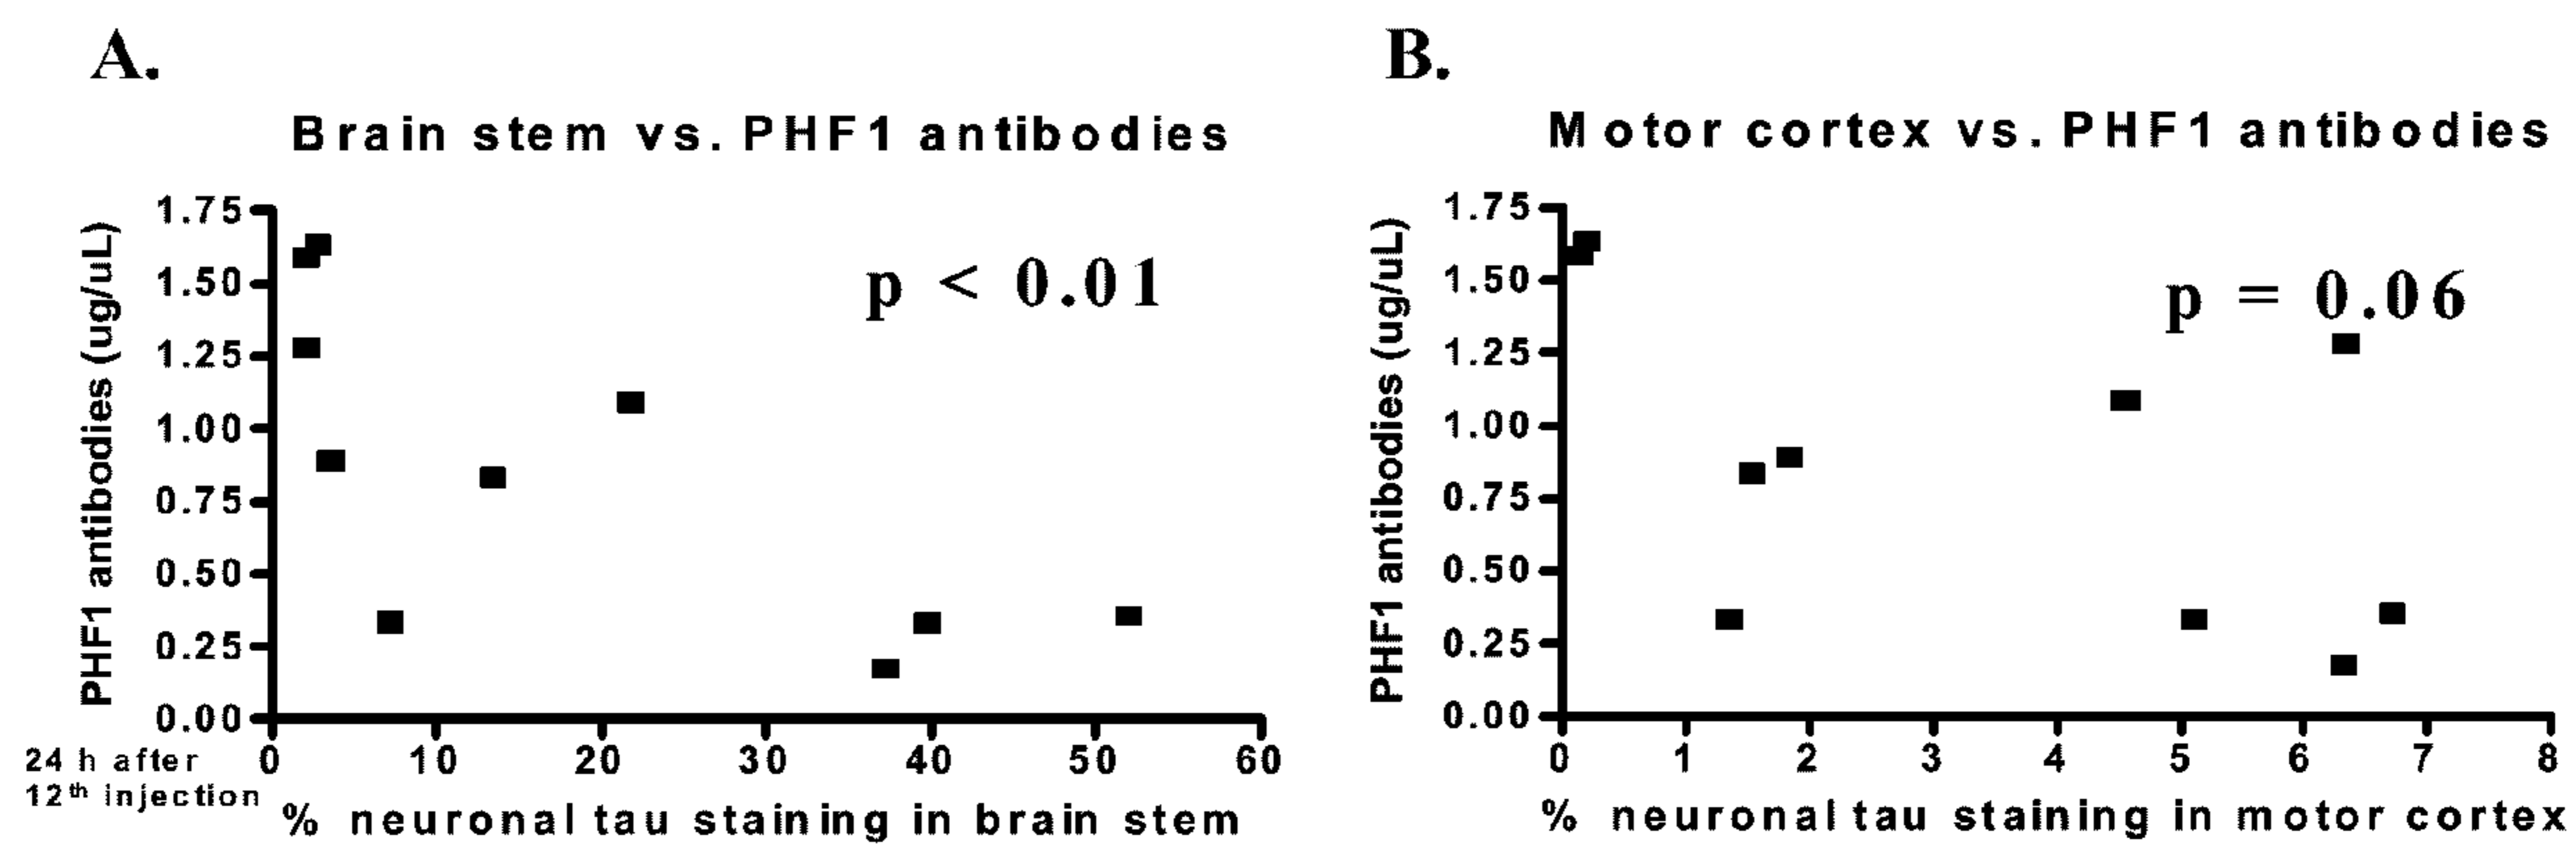 A.
Brain stem vs. PHF1 antibodies
PHF1 antibodies (ug/uL)
1.75
1.50
1.25
1.00
0.75
0.50
0.25
0.00
p < 0.01
0 10 20 30 40 50 60
24 h after
12th injection
% neuronal tau staining in brain stem
B.
Motor cortex vs. PHF1 antibodies
PHF1 antibodies (ug/uL)
1.75
1.50
1.25
1.00
0.75
0.50
0.25
0.00
p = 0.06
0 1 2 3 4 5 6 7 8
% neuronal tau staining in motor cortex